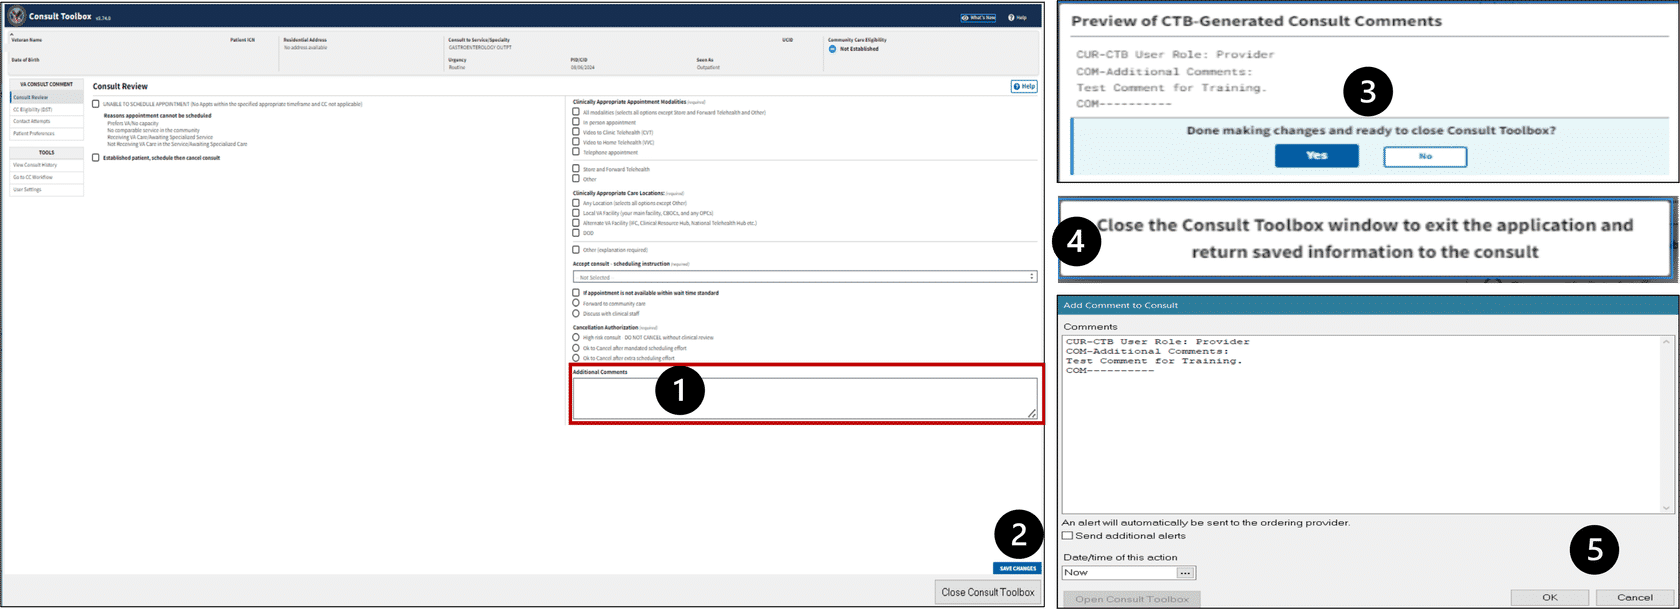 Consult Toolbox v1.74.0
What's New
Help
Veteran Name
Patient ICN
Residential Address
No address available
Consult to Service/Specialty
GASTROENTEROLOGY OUTPT
UCID
Community Care Eligibility
Not Established
Date of Birth
Urgency
Routine
PID/CID
08/06/2024
Seen As
Outpatient
VA CONSULT COMMENT
Consult Review
CC Eligibility (DST)
Contact Attempts
Patient Preferences
TOOLS
View Consult History
Go to CC Workflow
User Settings
Consult Review
Help
UNABLE TO SCHEDULE APPOINTMENT (No Appts within the specified appropriate timeframe and CC not applicable)
Reasons appointment cannot be scheduled
Prefers VA/No capacity
No comparable service in the community
Receiving VA Care/Awaiting Specialized Service
Not Receiving VA Care in the Service/Awaiting Specialized Care
Established patient, schedule then cancel consult
Clinically Appropriate Appointment Modalities (required)
All modalities (selects all options except Store and Forward Telehealth and Other)
In person appointment
Video to Clinic Telehealth (CVT)
Video to Home Telehealth (VVC)
Telephone appointment
Store and Forward Telehealth
Other
Clinically Appropriate Care Locations: (required)
Any Location (selects all options except Other)
Local VA Facility (your main facility, CBOCs, and any OPCs)
Alternate VA Facility (IFC, Clinical Resource Hub, National Telehealth Hub etc.)
DOD
Other (explanation required)
Accept consult - scheduling instruction (required)
Not Selected
If appointment is not available within wait time standard
Forward to community care
Discuss with clinical staff
Cancellation Authorization (required)
High risk consult - DO NOT CANCEL without clinical review
Ok to Cancel after mandated scheduling effort
Ok to Cancel after extra scheduling effort
Additional Comments
1
2
SAVE CHANGES
Close Consult Toolbox
Preview of CTB-Generated Consult Comments
CUR-CTB User Role: Provider
COM-Additional Comments:
Test Comment for Training.
COM----------
3
Done making changes and ready to close Consult Toolbox?
Yes
No
4
Close the Consult Toolbox window to exit the application and
return saved information to the consult
Add Comment to Consult
Comments
CUR-CTB User Role: Provider
COM-Additional Comments:
Test Comment for Training.
COM----------
An alert will automatically be sent to the ordering provider.
Send additional alerts
5
Date/time of this action
Now
...
Open Consult Toolbox
OK
Cancel